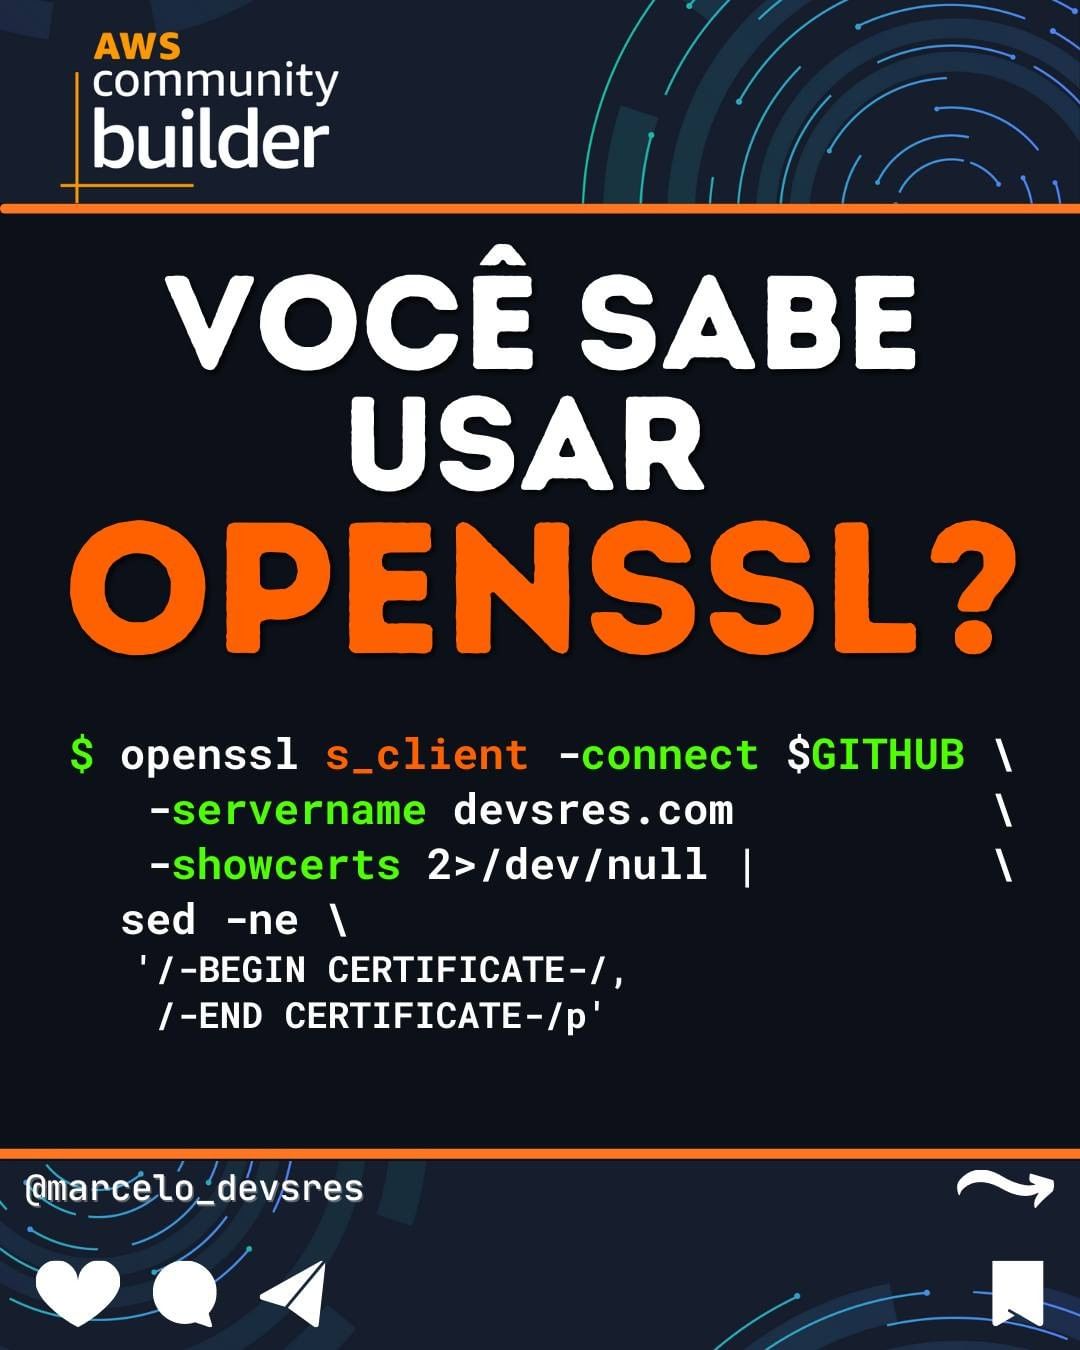 AWS
community
builder
VOCÊ SABE
USAR
OPENSSL?
$ openssl s_client -connect $GITHUB \
-servername devsres.com \
-showcerts 2>/dev/null | \
sed -ne \
'/-BEGIN CERTIFICATE-/,
/-END CERTIFICATE-/p'
@marcelo_devsres